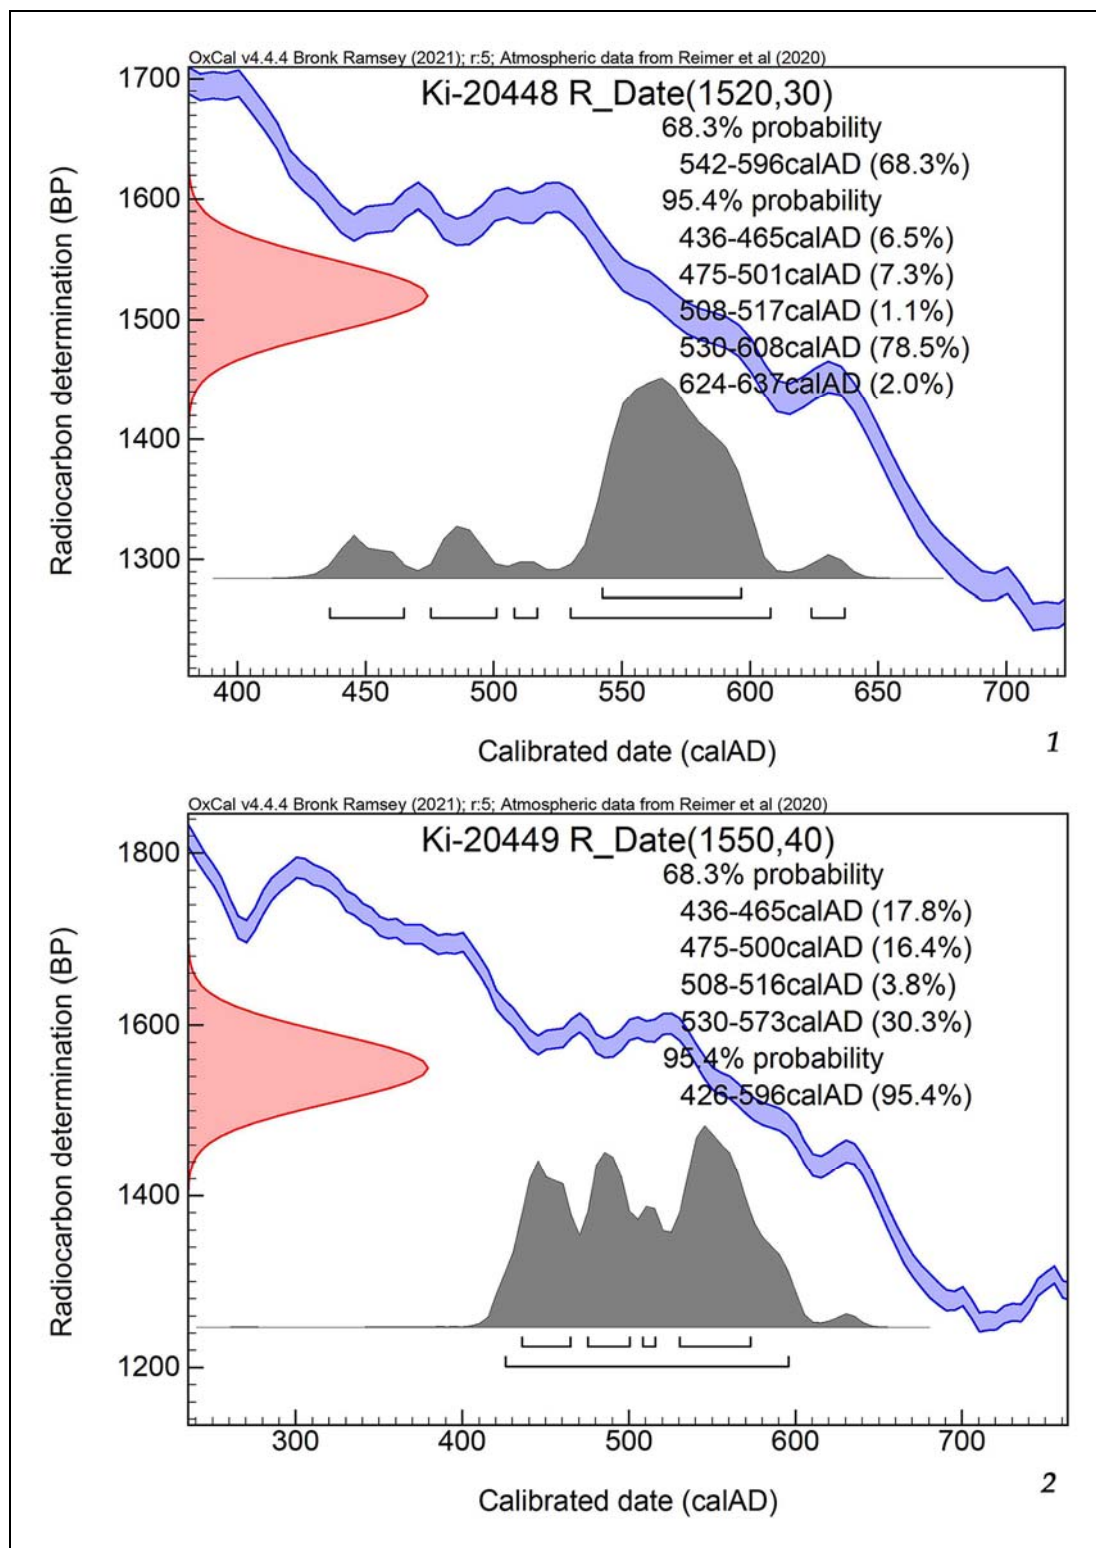 OxCal v4.4.4 Bronk Ramsey (2021); r:5; Atmospheric data from Reimer et al (2020)
Ki-20448 R_Date(1520,30)
68.3% probability
542-596calAD (68.3%)
95.4% probability
436-465calAD (6.5%)
475-501calAD (7.3%)
508-517calAD (1.1%)
530-608calAD (78.5%)
624-637calAD (2.0%)
Radiocarbon determination (BP)
1700
1600
1500
1400
1300
400 450 500 550 600 650 700
Calibrated date (calAD)
1
OxCal v4.4.4 Bronk Ramsey (2021); r:5; Atmospheric data from Reimer et al (2020)
Ki-20449 R_Date(1550,40)
68.3% probability
436-465calAD (17.8%)
475-500calAD (16.4%)
508-516calAD (3.8%)
530-573calAD (30.3%)
95.4% probability
426-596calAD (95.4%)
Radiocarbon determination (BP)
1800
1600
1400
1200
300 400 500 600 700
Calibrated date (calAD)
2